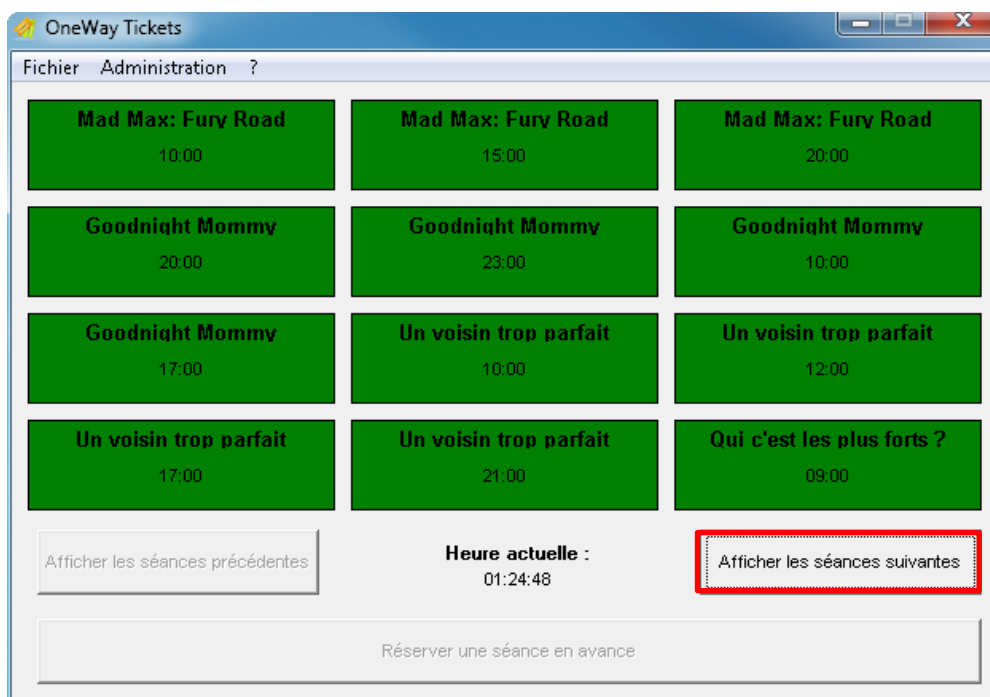 OneWay Tickets
Fichier Administration ?
Mad Max: Fury Road
10:00
Mad Max: Fury Road
15:00
Mad Max: Fury Road
20:00
Goodnight Mommy
20:00
Goodnight Mommy
23:00
Goodnight Mommy
10:00
Goodnight Mommy
17:00
Un voisin trop parfait
10:00
Un voisin trop parfait
12:00
Un voisin trop parfait
17:00
Un voisin trop parfait
21:00
Qui c'est les plus forts ?
09:00
Afficher les séances précédentes
Heure actuelle :
01:24:48
Afficher les séances suivantes
Réserver une séance en avance